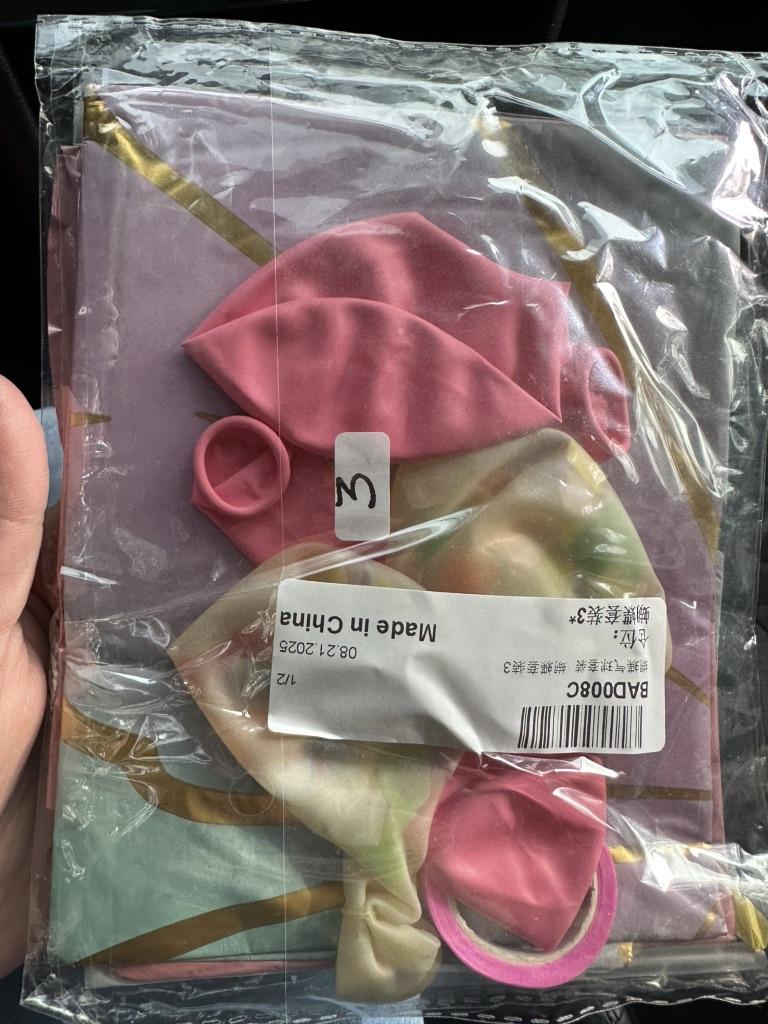 3
BAD008C
蝴蝶气球套装 蝴蝶套装3
1/2
仓位:
08.21.2025
蝴蝶套装3*
Made in China